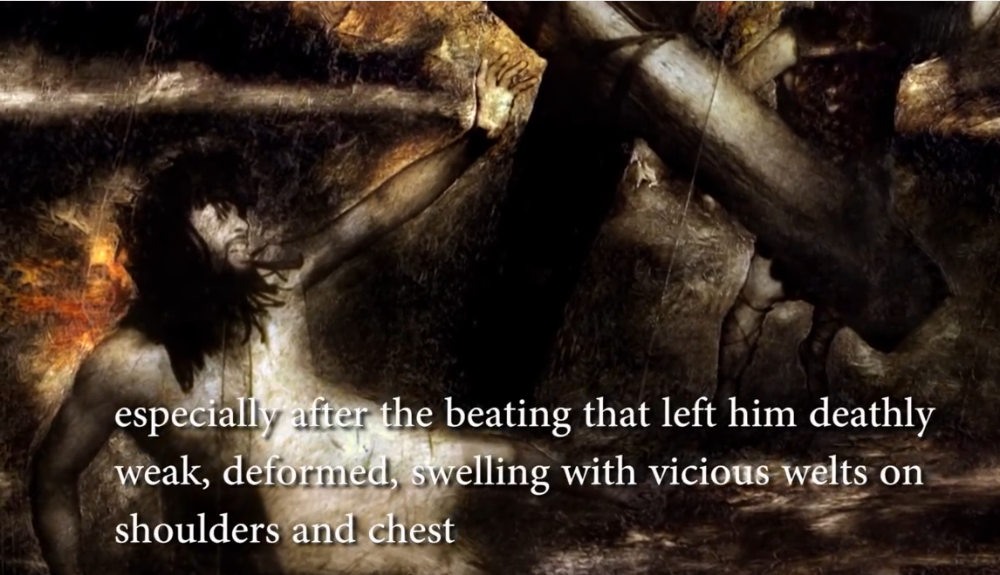 especially after the beating that left him deathly
weak, deformed, swelling with vicious welts on
shoulders and chest